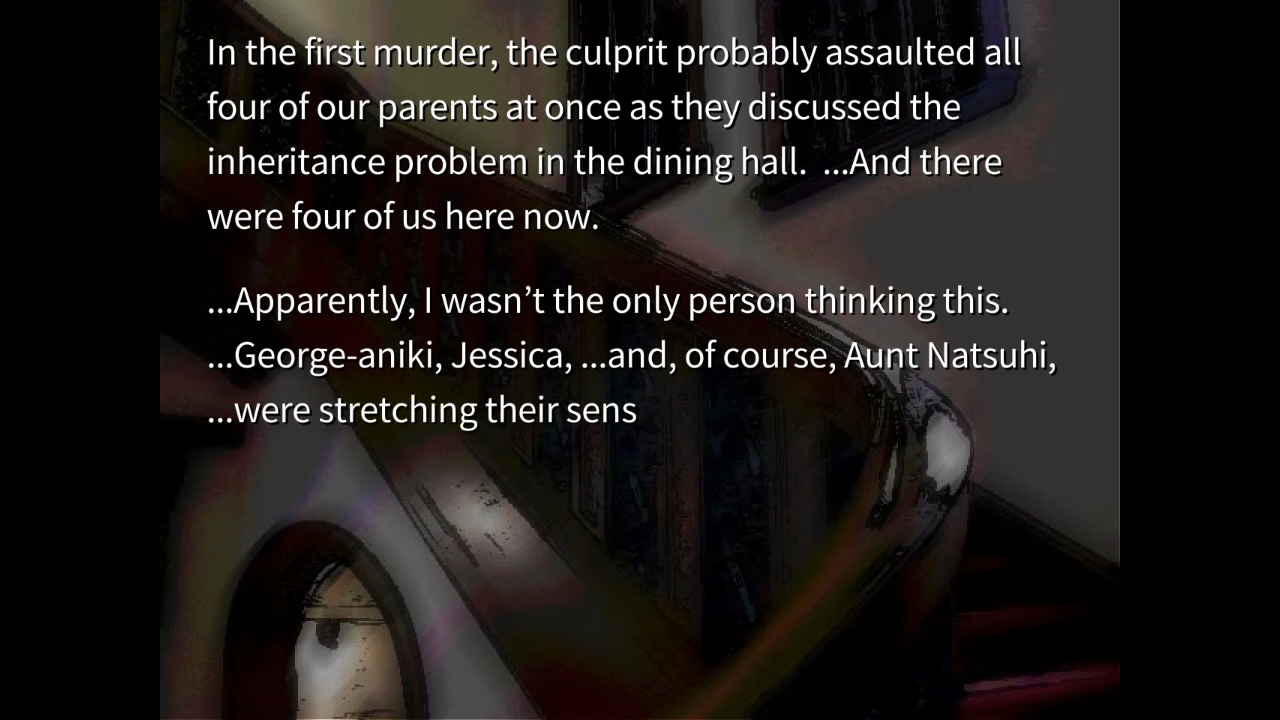 In the first murder, the culprit probably assaulted all
four of our parents at once as they discussed the
inheritance problem in the dining hall.  ...And there
were four of us here now.
...Apparently, I wasn’t the only person thinking this.
...George-aniki, Jessica, ...and, of course, Aunt Natsuhi,
...were stretching their sens